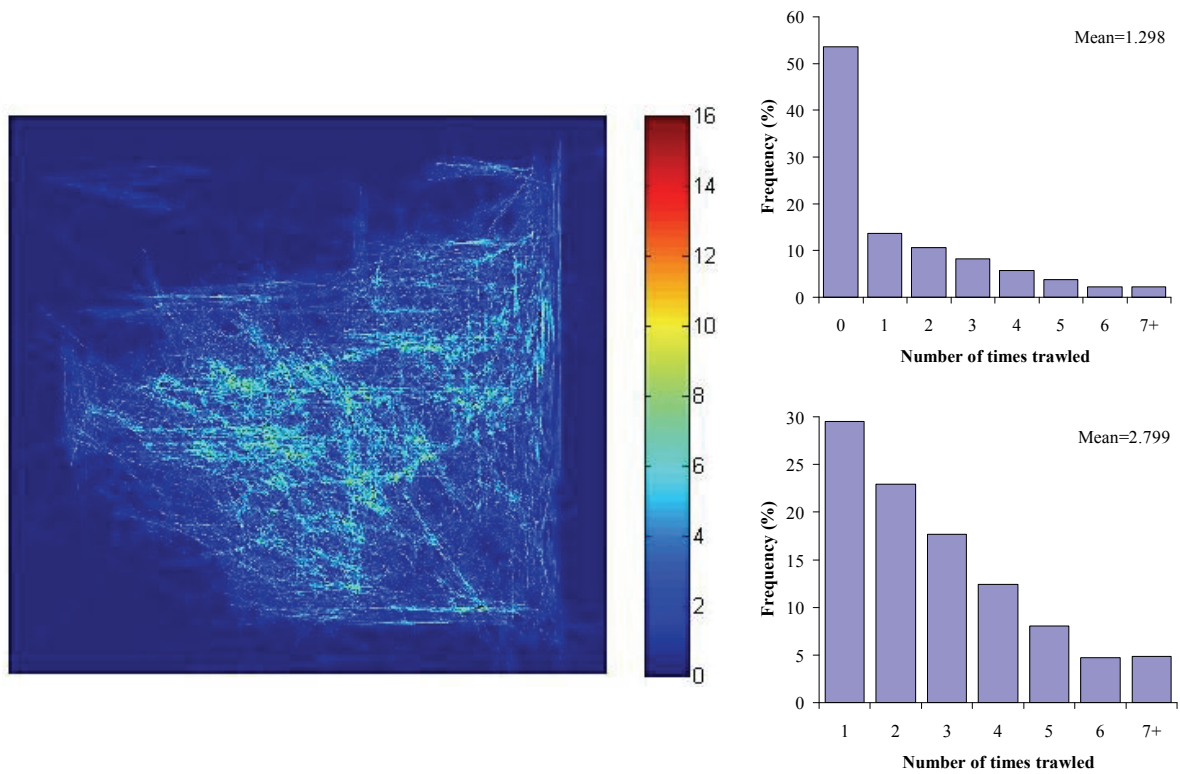 16
14
12
10
8
6
4
2
0
Mean=1.298
Frequency (%)
60
50
40
30
20
10
0
0 1 2 3 4 5 6 7+
Number of times trawled
Mean=2.799
Frequency (%)
30
25
20
15
10
5
0
1 2 3 4 5 6 7+
Number of times trawled